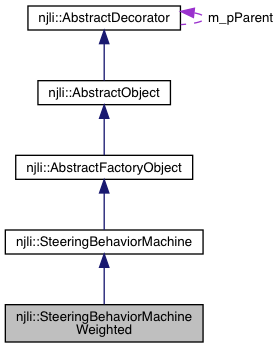 njli::AbstractDecorator
m_pParent
njli::AbstractObject
njli::AbstractFactoryObject
njli::SteeringBehaviorMachine
njli::SteeringBehaviorMachine
Weighted